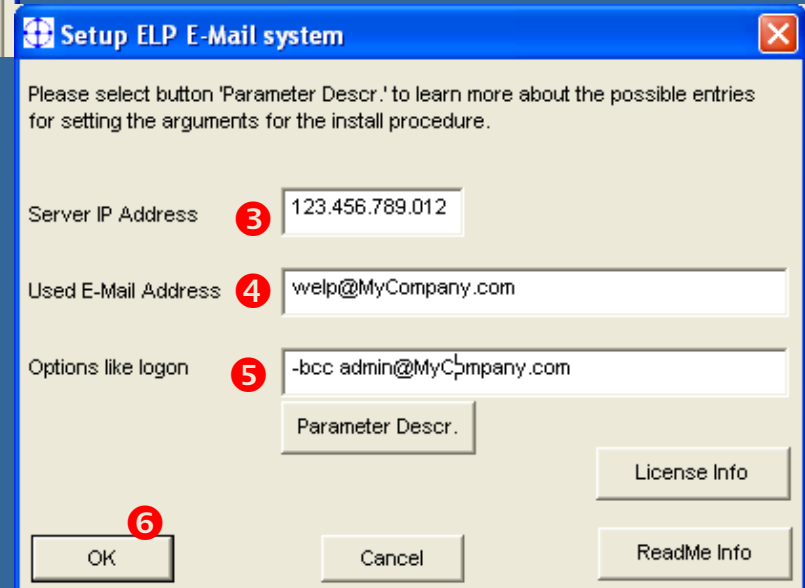 Setup ELP E-Mail system
Please select button 'Parameter Descr.' to learn more about the possible entries
for setting the arguments for the install procedure.
Server IP Address 3 123.456.789.012
Used E-Mail Address 4 welp@MyCompany.com
Options like logon 5 -bcc admin@MyCompany.com
Parameter Descr.
License Info
6
OK Cancel ReadMe Info